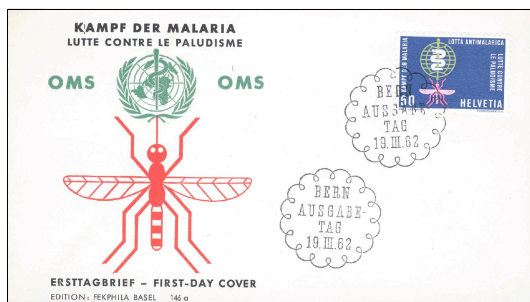 KAMPF DER MALARIA
LUTTE CONTRE LE PALUDISME
OMS OMS
KAMPF DER MALARIA
LOTTA ANTIMALARICA
LUTTE CONTRE
LE PALUDISME
50
HELVETIA
BERN
AUSGABE-
TAG
19.III.62
BERN
AUSGABE-
TAG
19.III.62
ERSTTAGBRIEF – FIRST-DAY COVER
EDITION: FEKPHILA BASEL 146 a